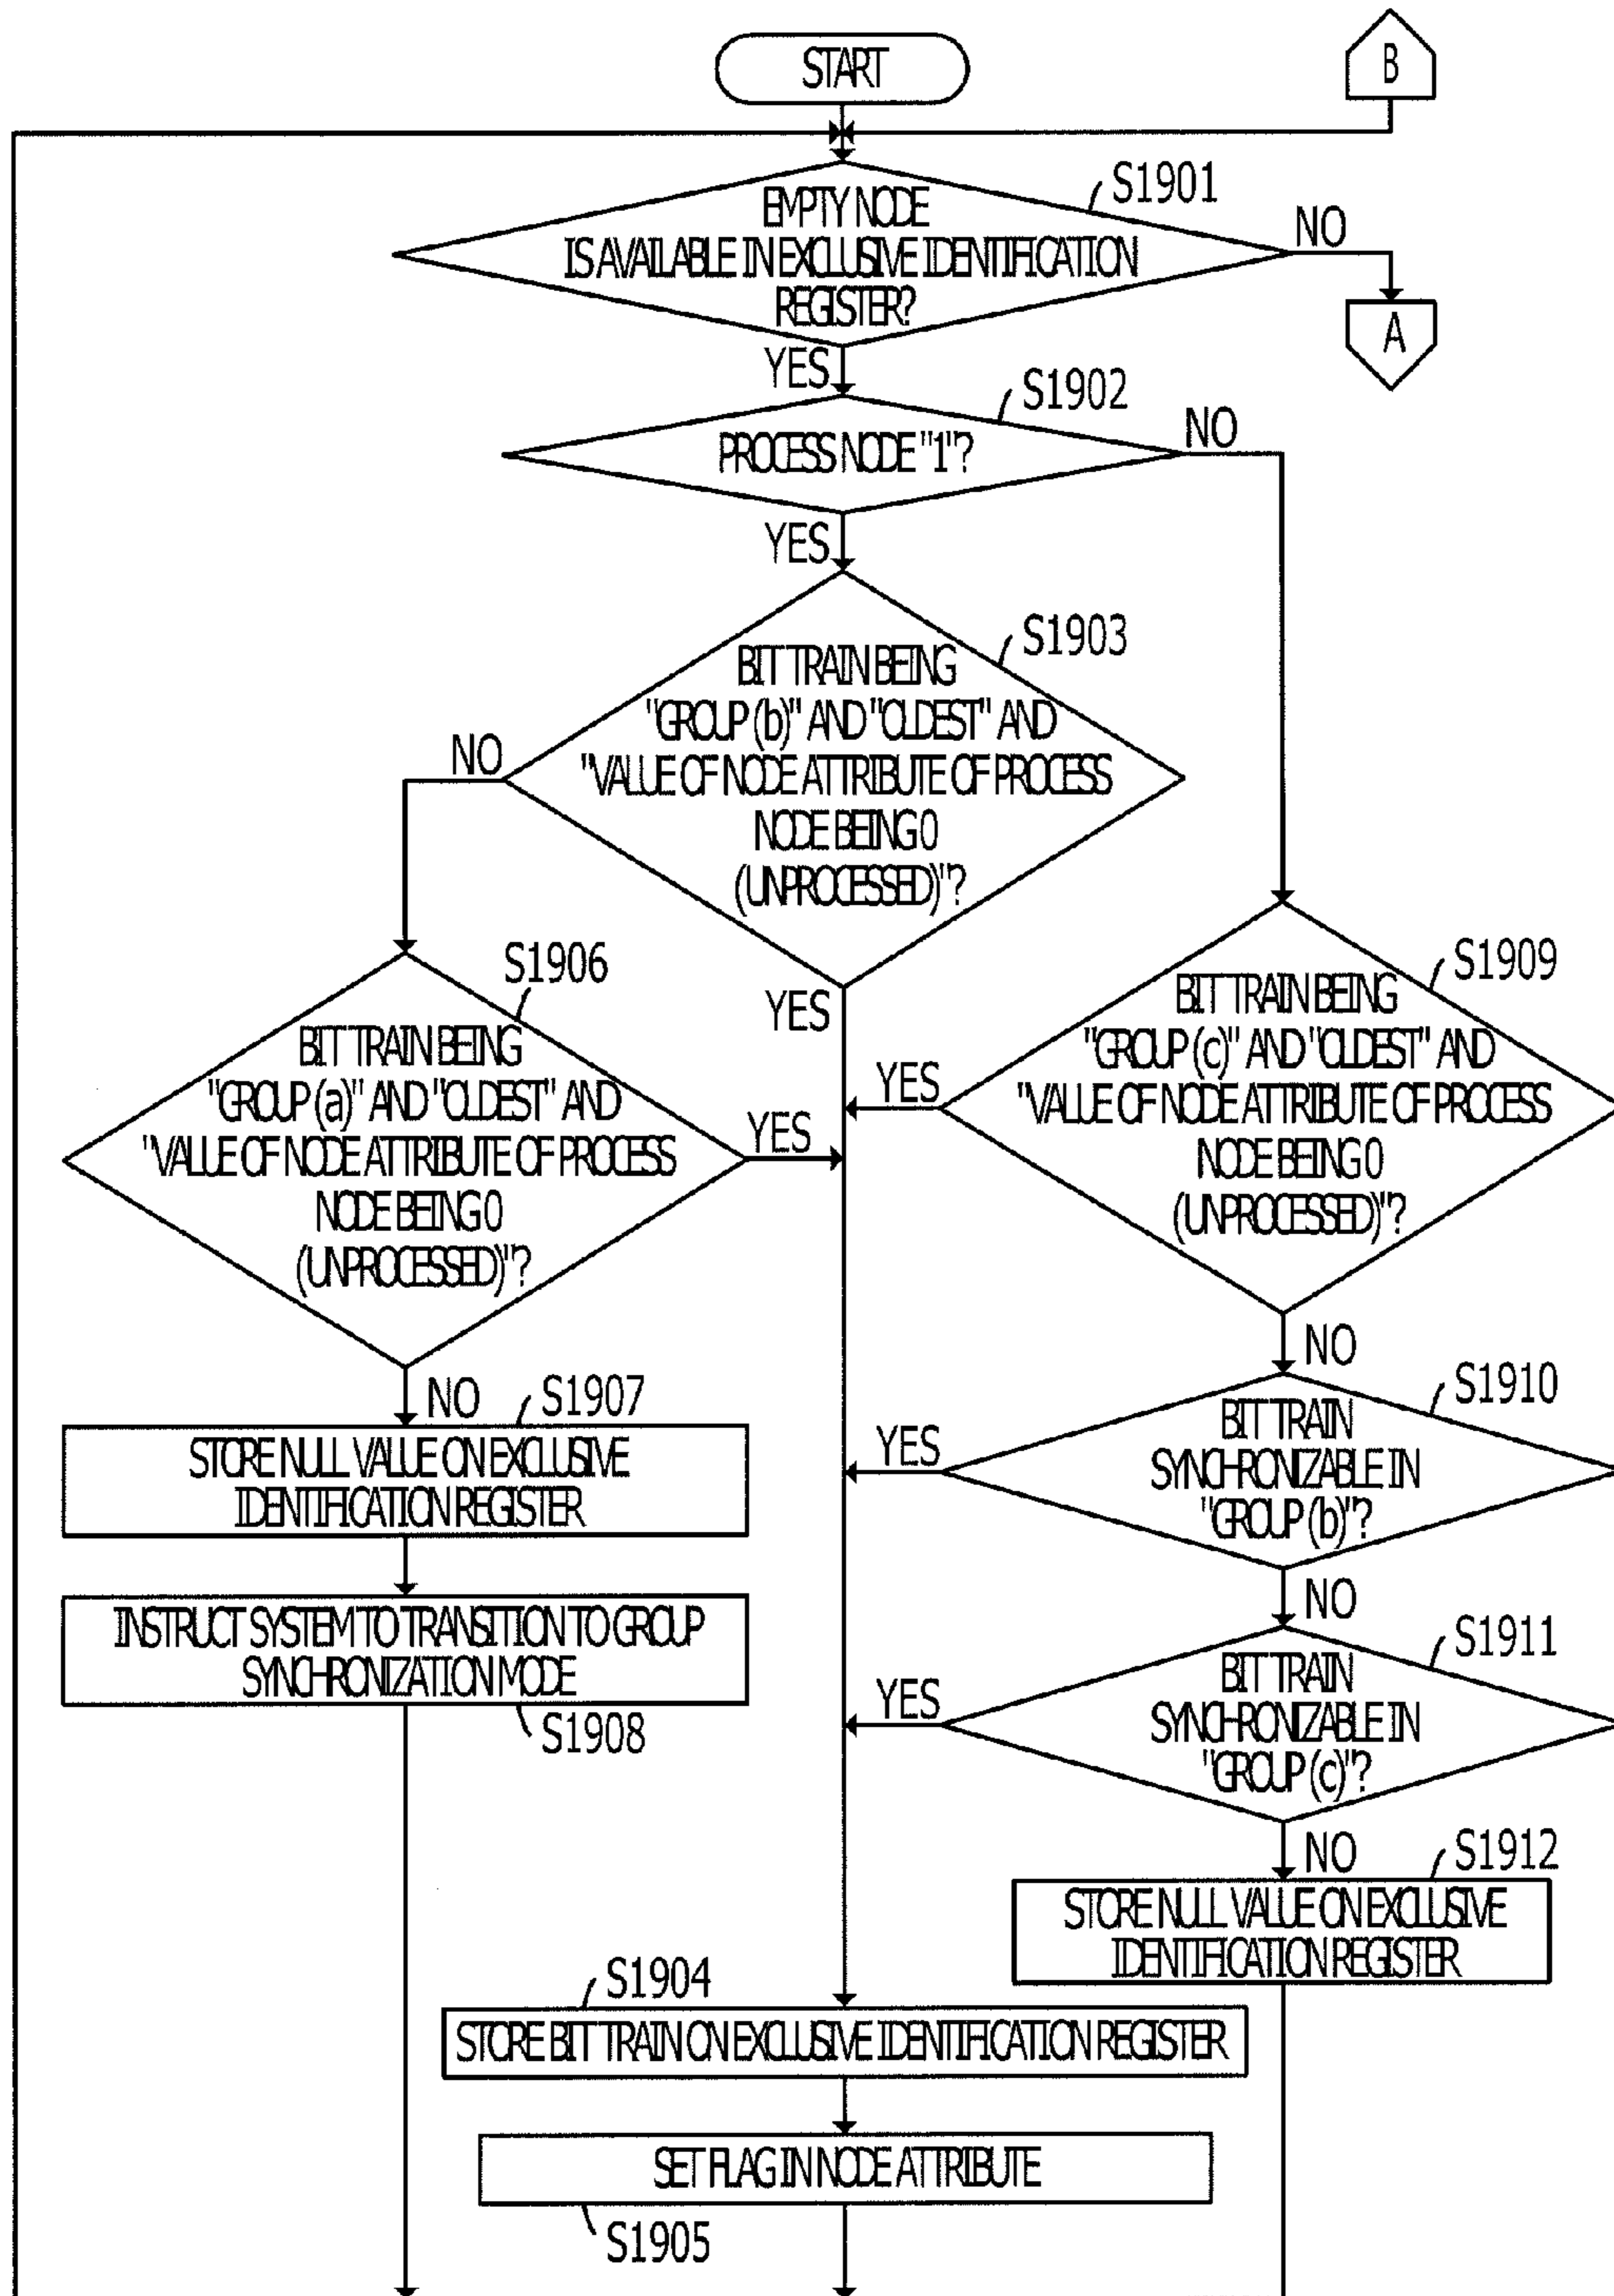 START
B
S1901
EMPTY NODE
IS AVAILABLE IN EXCLUSIVE IDENTIFICATION
REGISTER?
NO
A
YES
S1902
PROCESS NODE "1"?
NO
YES
S1903
BIT TRAIN BEING
"GROUP (b)" AND "OLDEST" AND
"VALUE OF NODE ATTRIBUTE OF PROCESS
NODE BEING 0
(UNPROCESSED)"?
NO
YES
S1906
BIT TRAIN BEING
"GROUP (a)" AND "OLDEST" AND
"VALUE OF NODE ATTRIBUTE OF PROCESS
NODE BEING 0
(UNPROCESSED)"?
YES
NO
S1909
BIT TRAIN BEING
"GROUP (c)" AND "OLDEST" AND
"VALUE OF NODE ATTRIBUTE OF PROCESS
NODE BEING 0
(UNPROCESSED)"?
YES
NO
S1907
STORE NULL VALUE ON EXCLUSIVE
IDENTIFICATION REGISTER
INSTRUCT SYSTEM TO TRANSITION TO GROUP
SYNCHRONIZATION MODE
S1908
S1910
BIT TRAIN
SYNCHRONIZABLE IN
"GROUP (b)"?
YES
NO
S1911
BIT TRAIN
SYNCHRONIZABLE IN
"GROUP (c)"?
YES
NO
S1912
STORE NULL VALUE ON EXCLUSIVE
IDENTIFICATION REGISTER
S1904
STORE BIT TRAIN ON EXCLUSIVE IDENTIFICATION REGISTER
SET FLAG IN NODE ATTRIBUTE
S1905